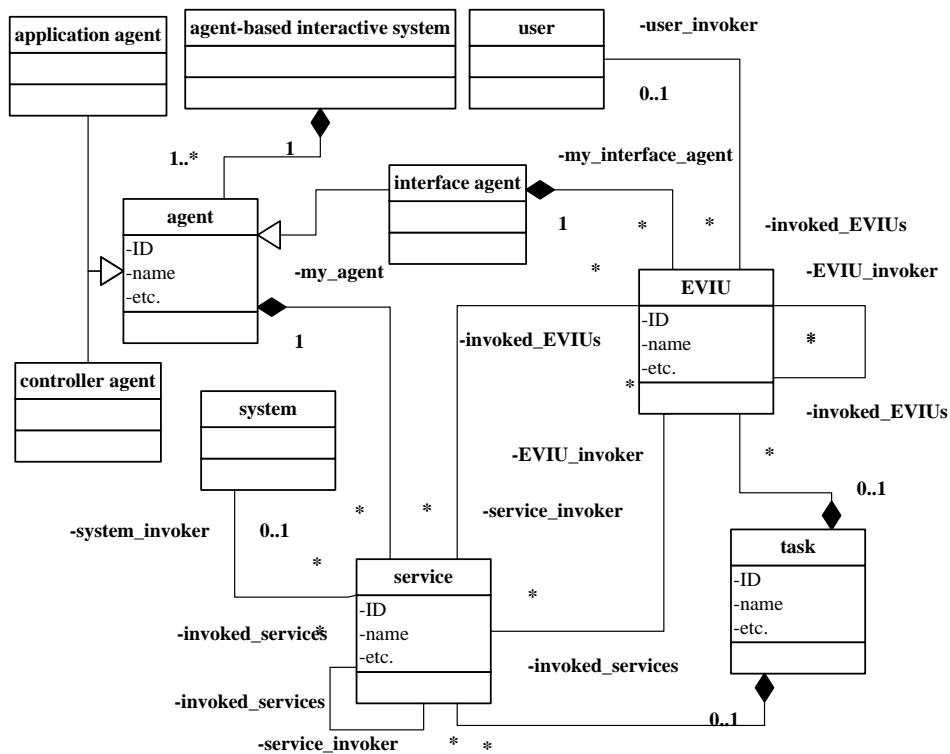 application agent
agent-based interactive system
user
-user_invoker
0..1
1..*
1
-my_interface_agent
interface agent
1
*
*
-invoked_EVIUs
agent
-ID
-name
-etc.
-my_agent
1
*
-EVIU_invoker
EVIU
-ID
-name
-etc.
-invoked_EVIUs
*
*
*
-invoked_EVIUs
controller agent
system
-EVIU_invoker
*
0..1
-system_invoker
0..1
*
*
-service_invoker
task
-ID
-name
-etc.
*
service
-ID
-name
-etc.
*
-invoked_services
*
-invoked_services
-invoked_services
-service_invoker
*
*
0..1